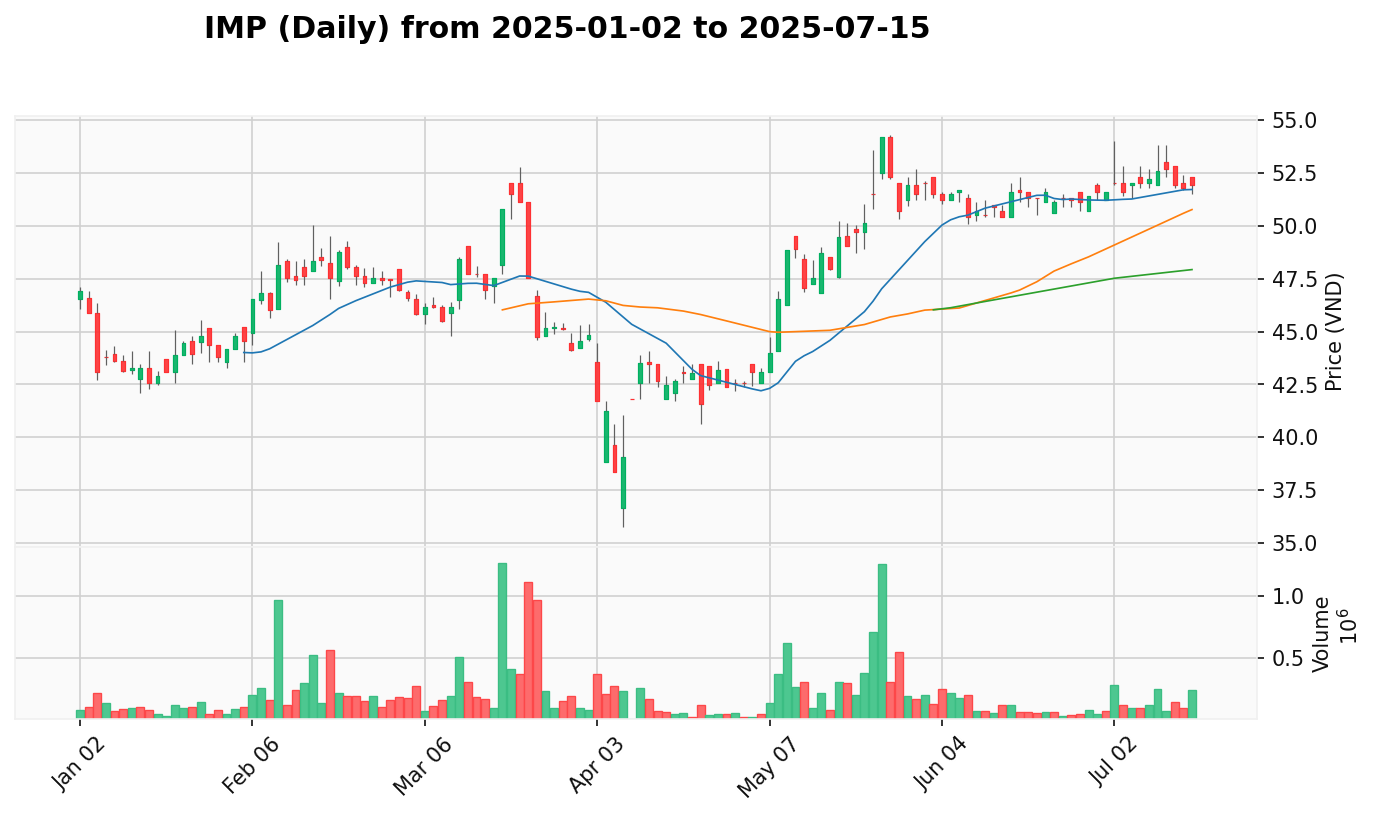 IMP (Daily) from 2025-01-02 to 2025-07-15
55.0
52.5
50.0
47.5
45.0
42.5
40.0
37.5
35.0
Price (VND)
1.0
0.5
Volume
10⁶
Jan 02
Feb 06
Mar 06
Apr 03
May 07
Jun 04
Jul 02